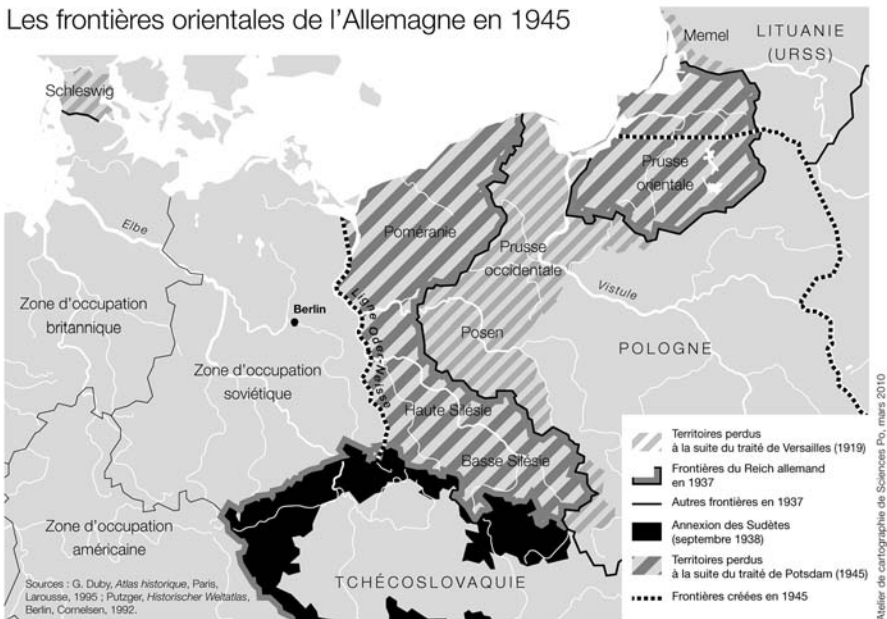 Les frontières orientales de l'Allemagne en 1945
Memel
LITUANIE
(URSS)
Schleswig
Prusse
orientale
Elbe
Poméranie
Prusse
occidentale
Vistule
Zone d'occupation
britannique
Berlin
Ligne Oder-Neisse
Posen
POLOGNE
Zone d'occupation
soviétique
Haute Silésie
Basse Silésie
Zone d'occupation
américaine
TCHÉCOSLOVAQUIE
Territoires perdus
à la suite du traité de Versailles (1919)
Frontières du Reich allemand
en 1937
Autres frontières en 1937
Annexion des Sudètes
(septembre 1938)
Territoires perdus
à la suite du traité de Potsdam (1945)
Frontières créées en 1945
Sources : G. Duby, Atlas historique, Paris,
Larousse, 1995 ; Putzger, Historischer Weltatlas,
Berlin, Cornelsen, 1992.
Atelier de cartographie de Sciences Po, mars 2010